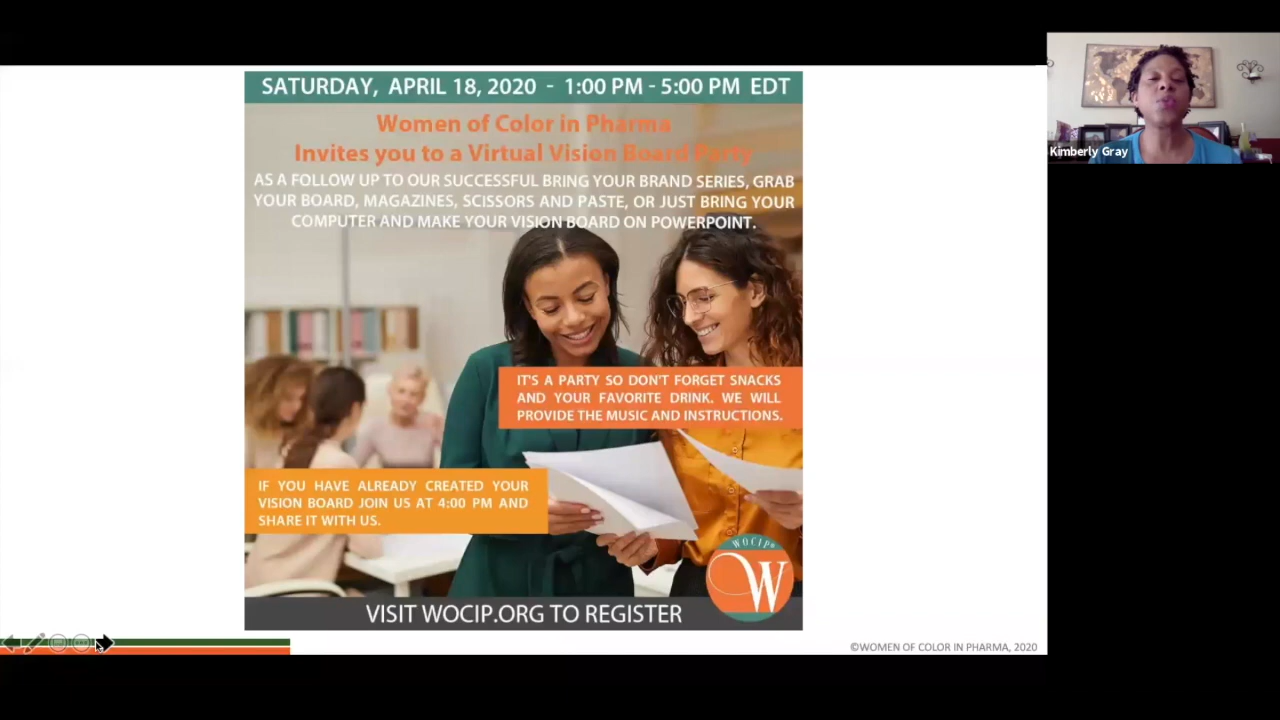 SATURDAY, APRIL 18, 2020 - 1:00 PM - 5:00 PM EDT
Women of Color in Pharma
Invites you to a Virtual Vision Board Party
AS A FOLLOW UP TO OUR SUCCESSFUL BRING YOUR BRAND SERIES, GRAB
YOUR BOARD, MAGAZINES, SCISSORS AND PASTE, OR JUST BRING YOUR
COMPUTER AND MAKE YOUR VISION BOARD ON POWERPOINT.
Kimberly Gray
IT'S A PARTY SO DON'T FORGET SNACKS
AND YOUR FAVORITE DRINK. WE WILL
PROVIDE THE MUSIC AND INSTRUCTIONS.
IF YOU HAVE ALREADY CREATED YOUR
VISION BOARD JOIN US AT 4:00 PM AND
SHARE IT WITH US.
WOCIP®
W
VISIT WOCIP.ORG TO REGISTER
©WOMEN OF COLOR IN PHARMA, 2020